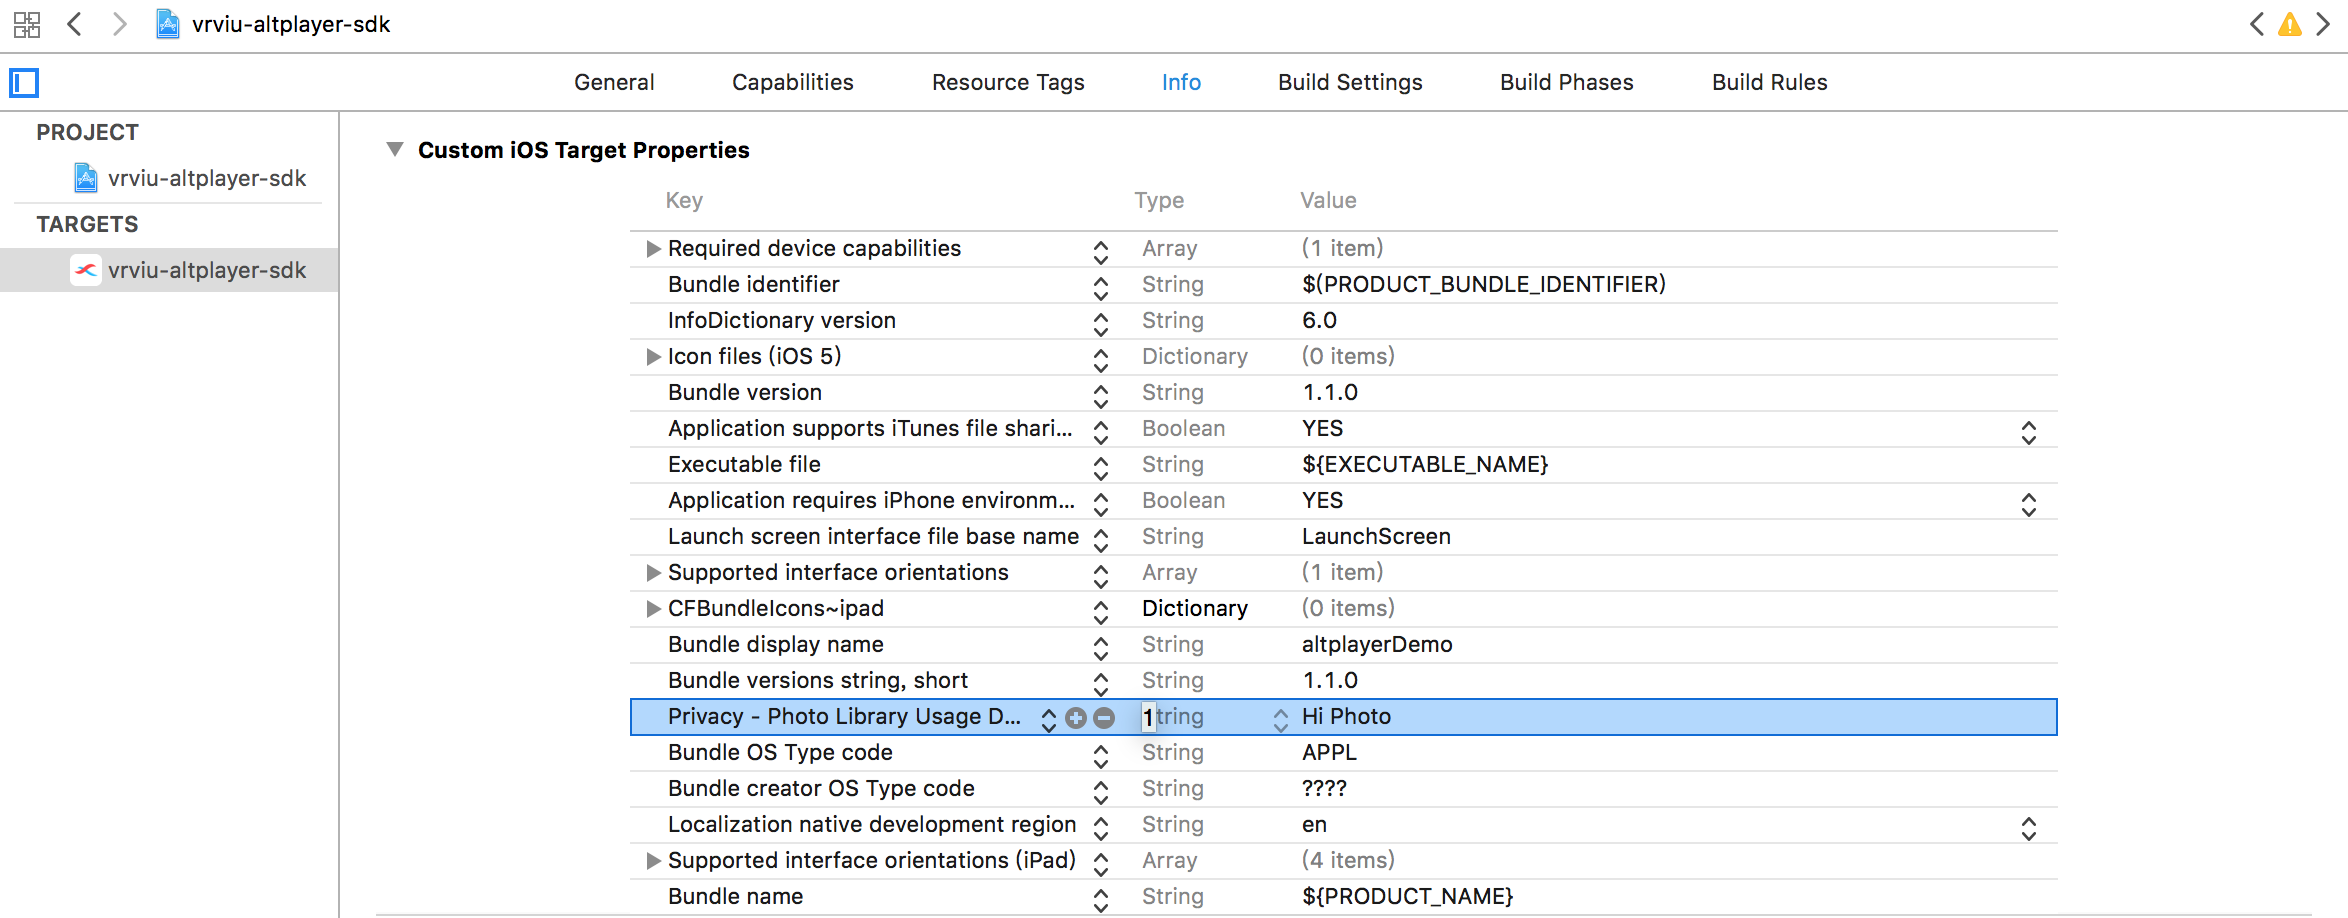 vrviu-altplayer-sdk
General Capabilities Resource Tags Info Build Settings Build Phases Build Rules
PROJECT
vrviu-altplayer-sdk
TARGETS
vrviu-altplayer-sdk
Custom iOS Target Properties
Key Type Value
Required device capabilities Array (1 item)
Bundle identifier String $(PRODUCT_BUNDLE_IDENTIFIER)
InfoDictionary version String 6.0
Icon files (iOS 5) Dictionary (0 items)
Bundle version String 1.1.0
Application supports iTunes file shari... Boolean YES
Executable file String ${EXECUTABLE_NAME}
Application requires iPhone environm... Boolean YES
Launch screen interface file base name String LaunchScreen
Supported interface orientations Array (1 item)
CFBundleIcons~ipad Dictionary (0 items)
Bundle display name String altplayerDemo
Bundle versions string, short String 1.1.0
Privacy - Photo Library Usage D... 1tring Hi Photo
Bundle OS Type code String APPL
Bundle creator OS Type code String ????
Localization native development region String en
Supported interface orientations (iPad) Array (4 items)
Bundle name String ${PRODUCT_NAME}